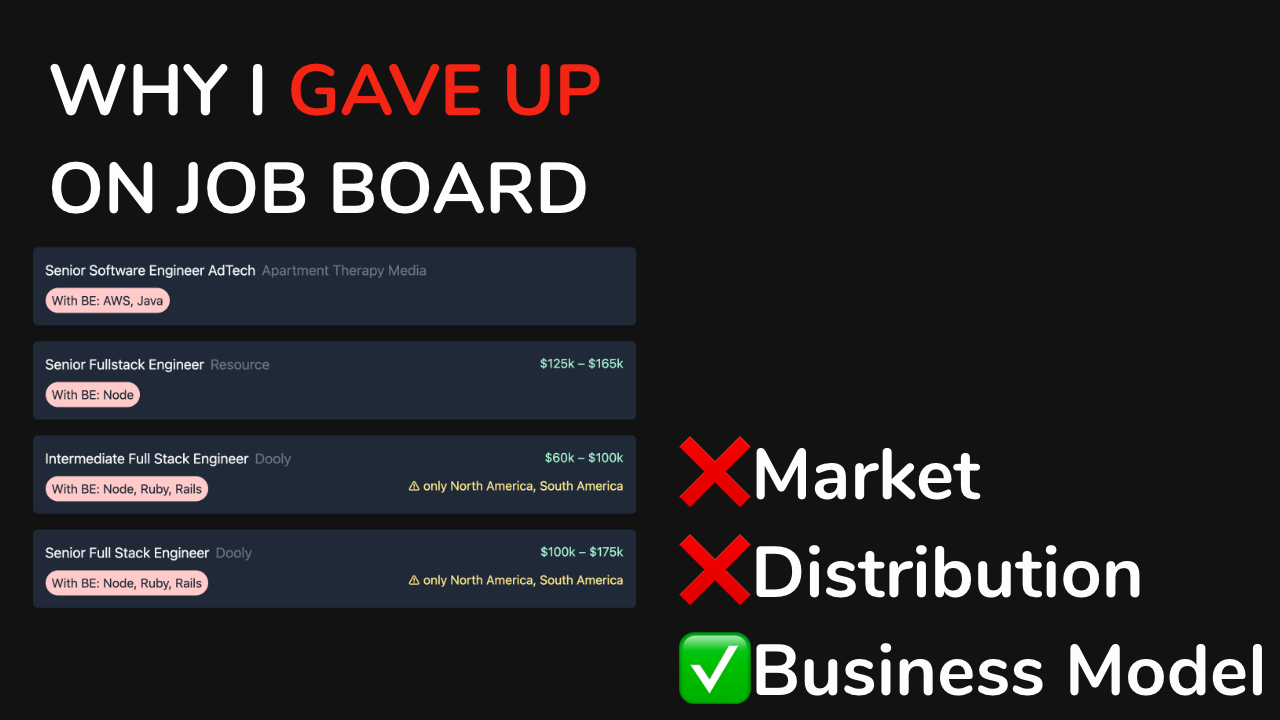 WHY I GAVE UP
ON JOB BOARD
Senior Software Engineer AdTech Apartment Therapy Media
With BE: AWS, Java
Senior Fullstack Engineer Resource $125k – $165k
With BE: Node
Intermediate Full Stack Engineer Dooly $60k – $100k
With BE: Node, Ruby, Rails ⚠ only North America, South America
Senior Full Stack Engineer Dooly $100k – $175k
With BE: Node, Ruby, Rails ⚠ only North America, South America
❌Market
❌Distribution
✅Business Model